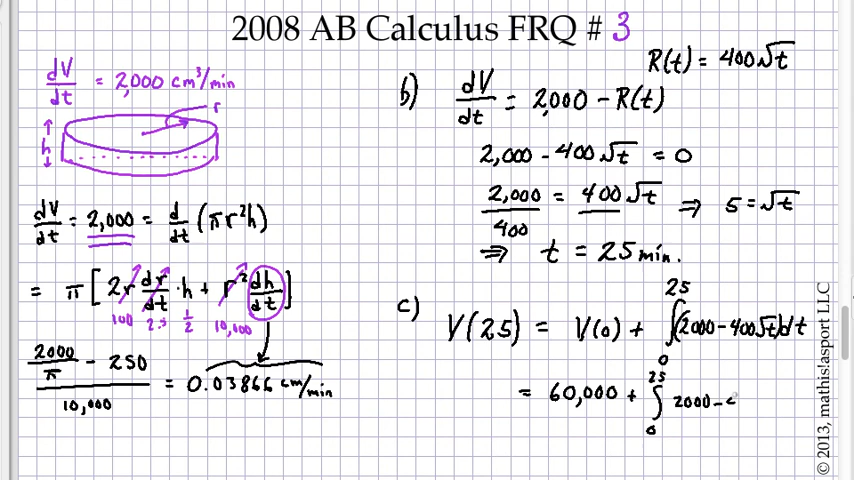 2008 AB Calculus FRQ # 3
dV/dt = 2,000 cm³/min
r
h
dV/dt = 2,000 = d/dt (πr²h)
= π [ 2r dr/dt · h + r² dh/dt ]
100 2.5 1/2 10,000
(2000/π − 250)/10,000 = 0.03866 cm/min
R(t) = 400√t
b) dV/dt = 2,000 − R(t)
2,000 − 400√t = 0
2,000/400 = 400√t ⇒ 5 = √t
⇒ t = 25 min.
c) V(25) = V(0) + ∫₀²⁵ (2000 − 400√t) dt
= 60,000 + ∫₀²⁵ 2000 −
© 2013, mathislasport LLC